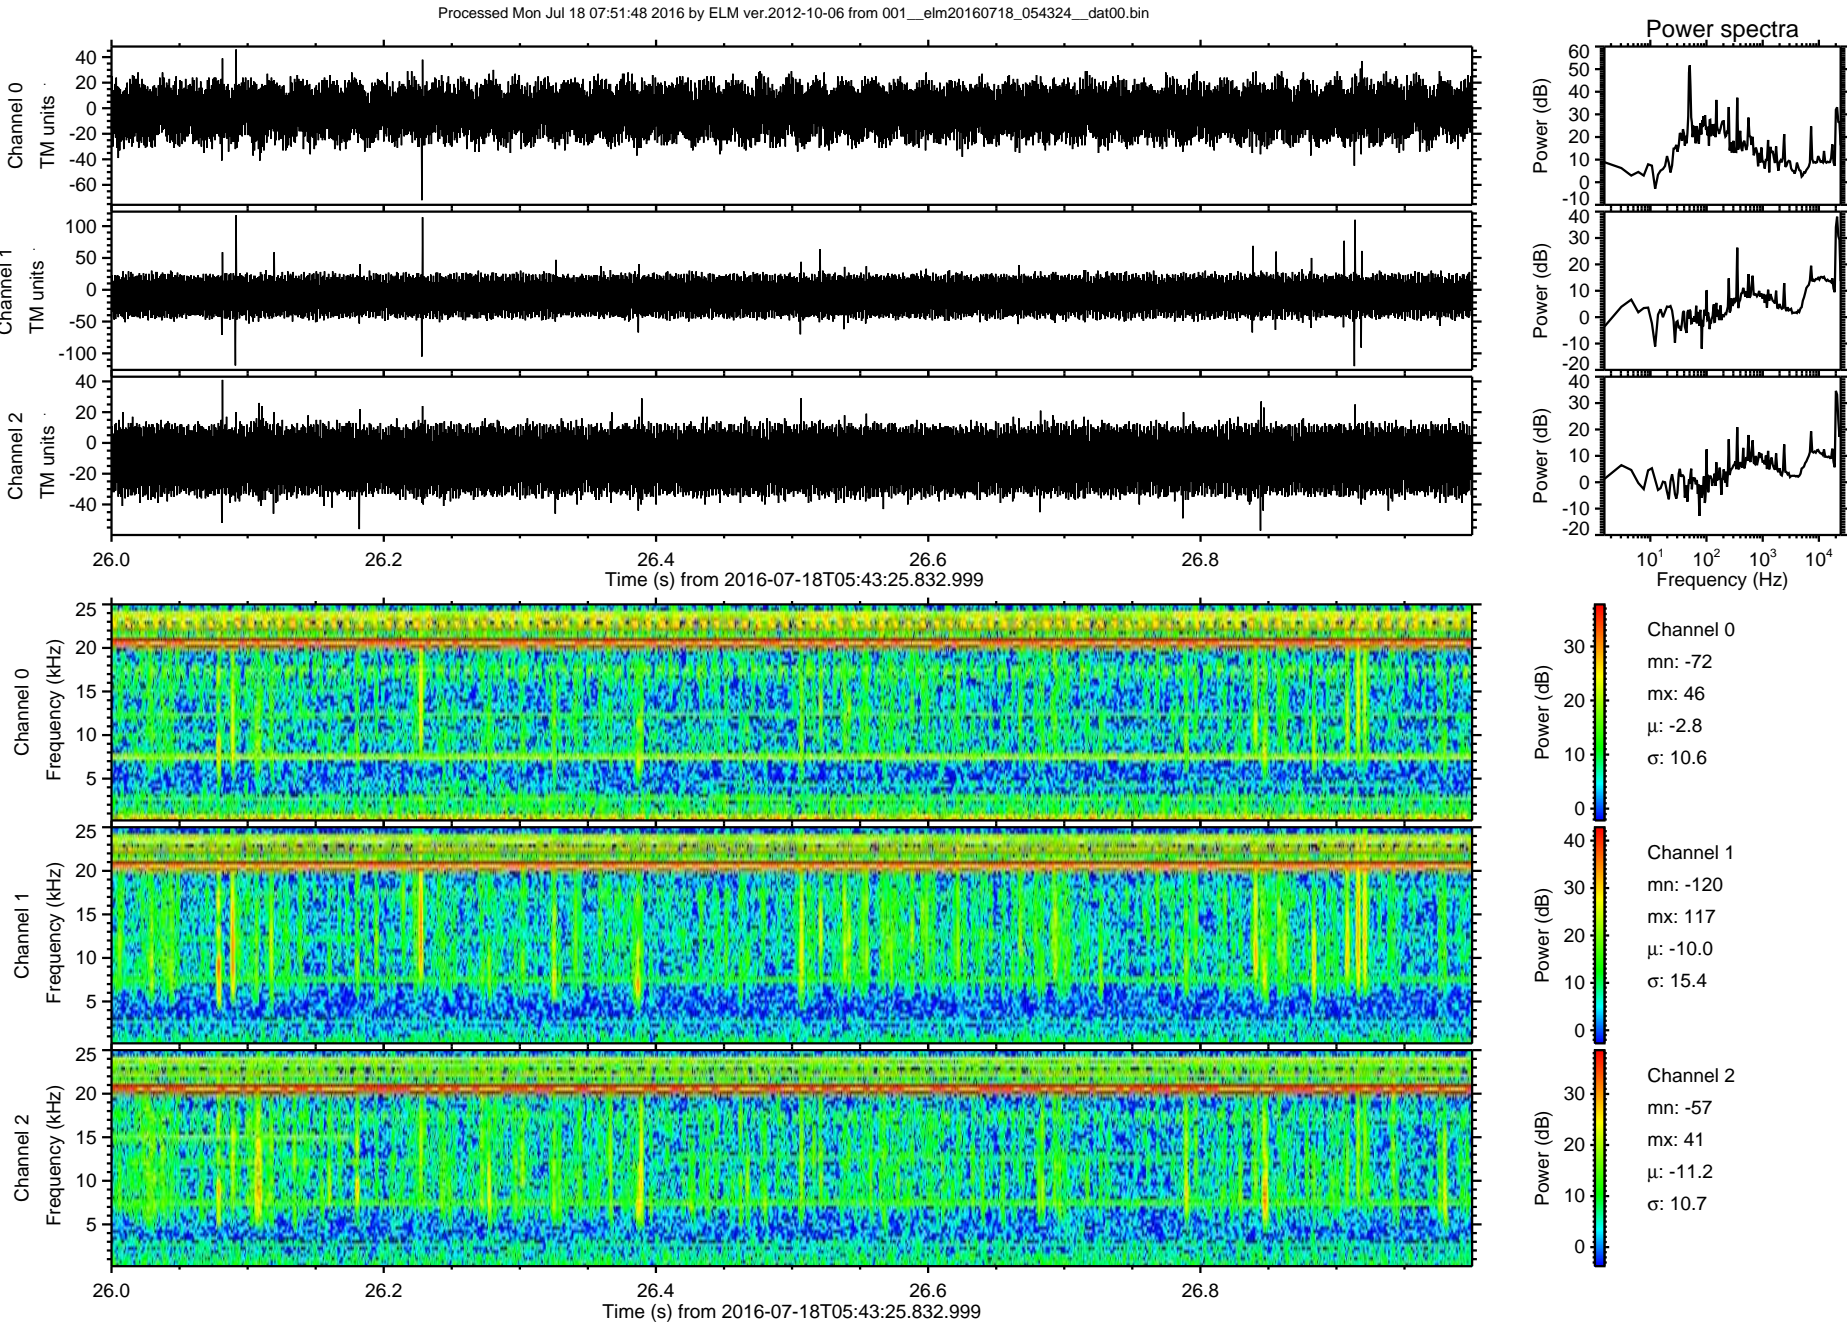 Processed Mon Jul 18 07:51:48 2016 by ELM ver.2012-10-06 from 001__elm20160718_054324__dat00.bin
Power spectra
Channel 0
TM units
40
20
0
-20
-40
-60
Power (dB)
60
50
40
30
20
10
0
-10
Channel 1
TM units
100
50
0
-50
-100
Power (dB)
40
30
20
10
0
-10
-20
Channel 2
TM units
40
20
0
-20
-40
Power (dB)
40
30
20
10
0
-10
-20
26.0 26.2 26.4 26.6 26.8
Time (s) from 2016-07-18T05:43:25.832.999
10^1 10^2 10^3 10^4
Frequency (Hz)
Channel 0
Frequency (kHz)
25
20
15
10
5
Power (dB)
30
20
10
0
Channel 0
mn: -72
mx: 46
μ: -2.8
σ: 10.6
Channel 1
Frequency (kHz)
25
20
15
10
5
Power (dB)
40
30
20
10
0
Channel 1
mn: -120
mx: 117
μ: -10.0
σ: 15.4
Channel 2
Frequency (kHz)
25
20
15
10
5
Power (dB)
30
20
10
0
Channel 2
mn: -57
mx: 41
μ: -11.2
σ: 10.7
26.0 26.2 26.4 26.6 26.8
Time (s) from 2016-07-18T05:43:25.832.999